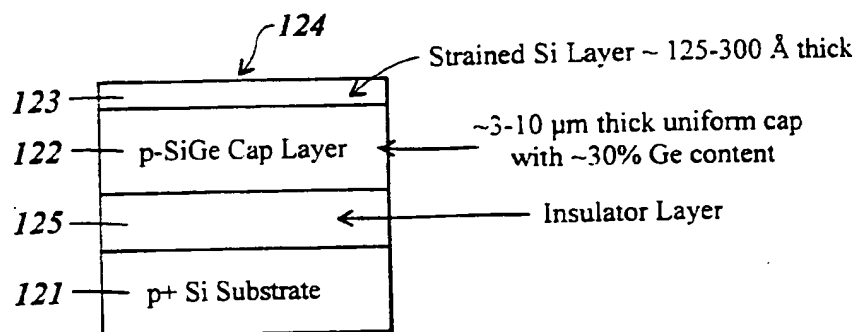 124
Strained Si Layer ~ 125-300 Å thick
123
122
p-SiGe Cap Layer
~3-10 µm thick uniform cap
with ~30% Ge content
125
Insulator Layer
121
p+ Si Substrate